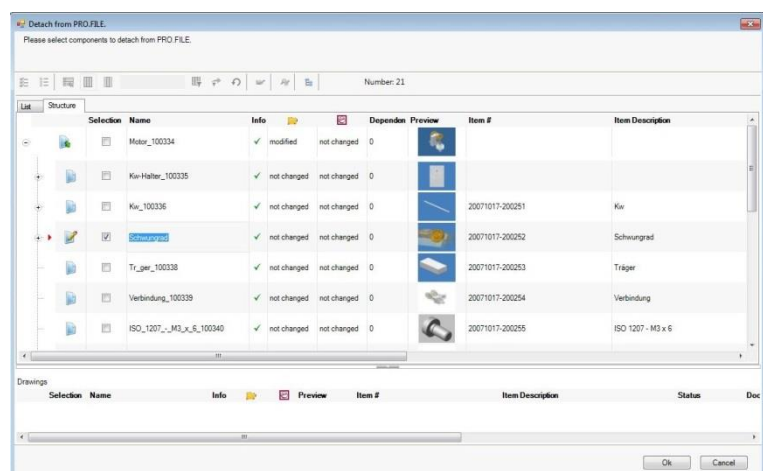 Detach from PRO.FILE.
Please select components to detach from PRO.FILE.
Number: 21
List Structure
Selection Name Info Dependen Preview Item # Item Description
Motor_100334 modified not changed 0
Kw-Halter_100335 not changed not changed 0
Kw_100336 not changed not changed 0 20071017-200251 Kw
Schwungrad not changed not changed 0 20071017-200252 Schwungrad
Tr_ger_100338 not changed not changed 0 20071017-200253 Träger
Verbindung_100339 not changed not changed 0 20071017-200254 Verbindung
ISO_1207_-_M3_x_6_100340 not changed not changed 0 20071017-200255 ISO 1207 - M3 x 6
Drawings
Selection Name Info Preview Item # Item Description Status Doc
Ok Cancel